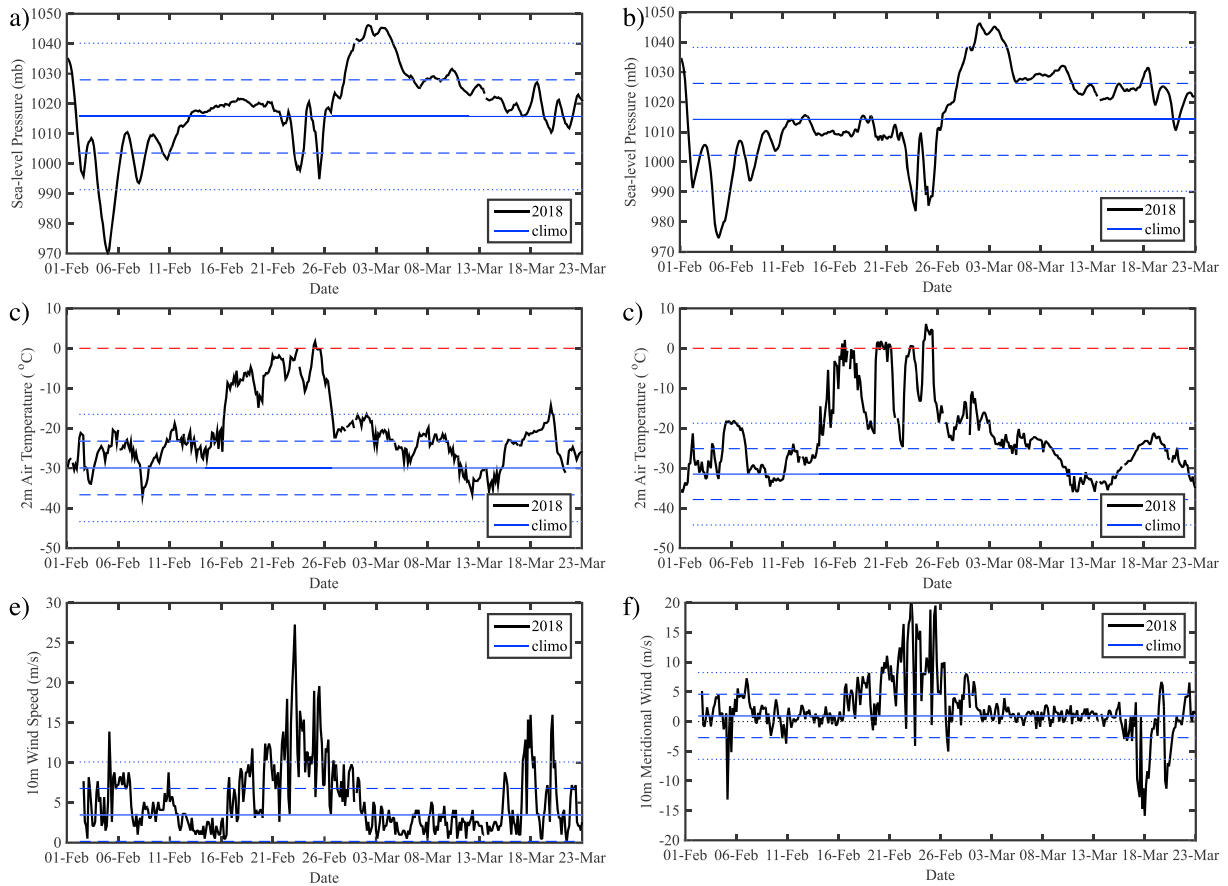 a)
1050
1040
1030
1020
1010
1000
990
980
970
Sea-level Pressure (mb)
2018
climo
01-Feb 06-Feb 11-Feb 16-Feb 21-Feb 26-Feb 03-Mar 08-Mar 13-Mar 18-Mar 23-Mar
Date
b)
1050
1040
1030
1020
1010
1000
990
980
970
Sea-level Pressure (mb)
2018
climo
01-Feb 06-Feb 11-Feb 16-Feb 21-Feb 26-Feb 03-Mar 08-Mar 13-Mar 18-Mar 23-Mar
Date
c)
10
0
-10
-20
-30
-40
-50
2m Air Temperature ( °C)
2018
climo
01-Feb 06-Feb 11-Feb 16-Feb 21-Feb 26-Feb 03-Mar 08-Mar 13-Mar 18-Mar 23-Mar
Date
c)
10
0
-10
-20
-30
-40
-50
2m Air Temperature ( °C)
2018
climo
01-Feb 06-Feb 11-Feb 16-Feb 21-Feb 26-Feb 03-Mar 08-Mar 13-Mar 18-Mar 23-Mar
Date
e)
30
25
20
15
10
5
0
10m Wind Speed (m/s)
2018
climo
01-Feb 06-Feb 11-Feb 16-Feb 21-Feb 26-Feb 03-Mar 08-Mar 13-Mar 18-Mar 23-Mar
Date
f)
20
15
10
5
0
-5
-10
-15
-20
10m Meridional Wind (m/s)
2018
climo
01-Feb 06-Feb 11-Feb 16-Feb 21-Feb 26-Feb 03-Mar 08-Mar 13-Mar 18-Mar 23-Mar
Date